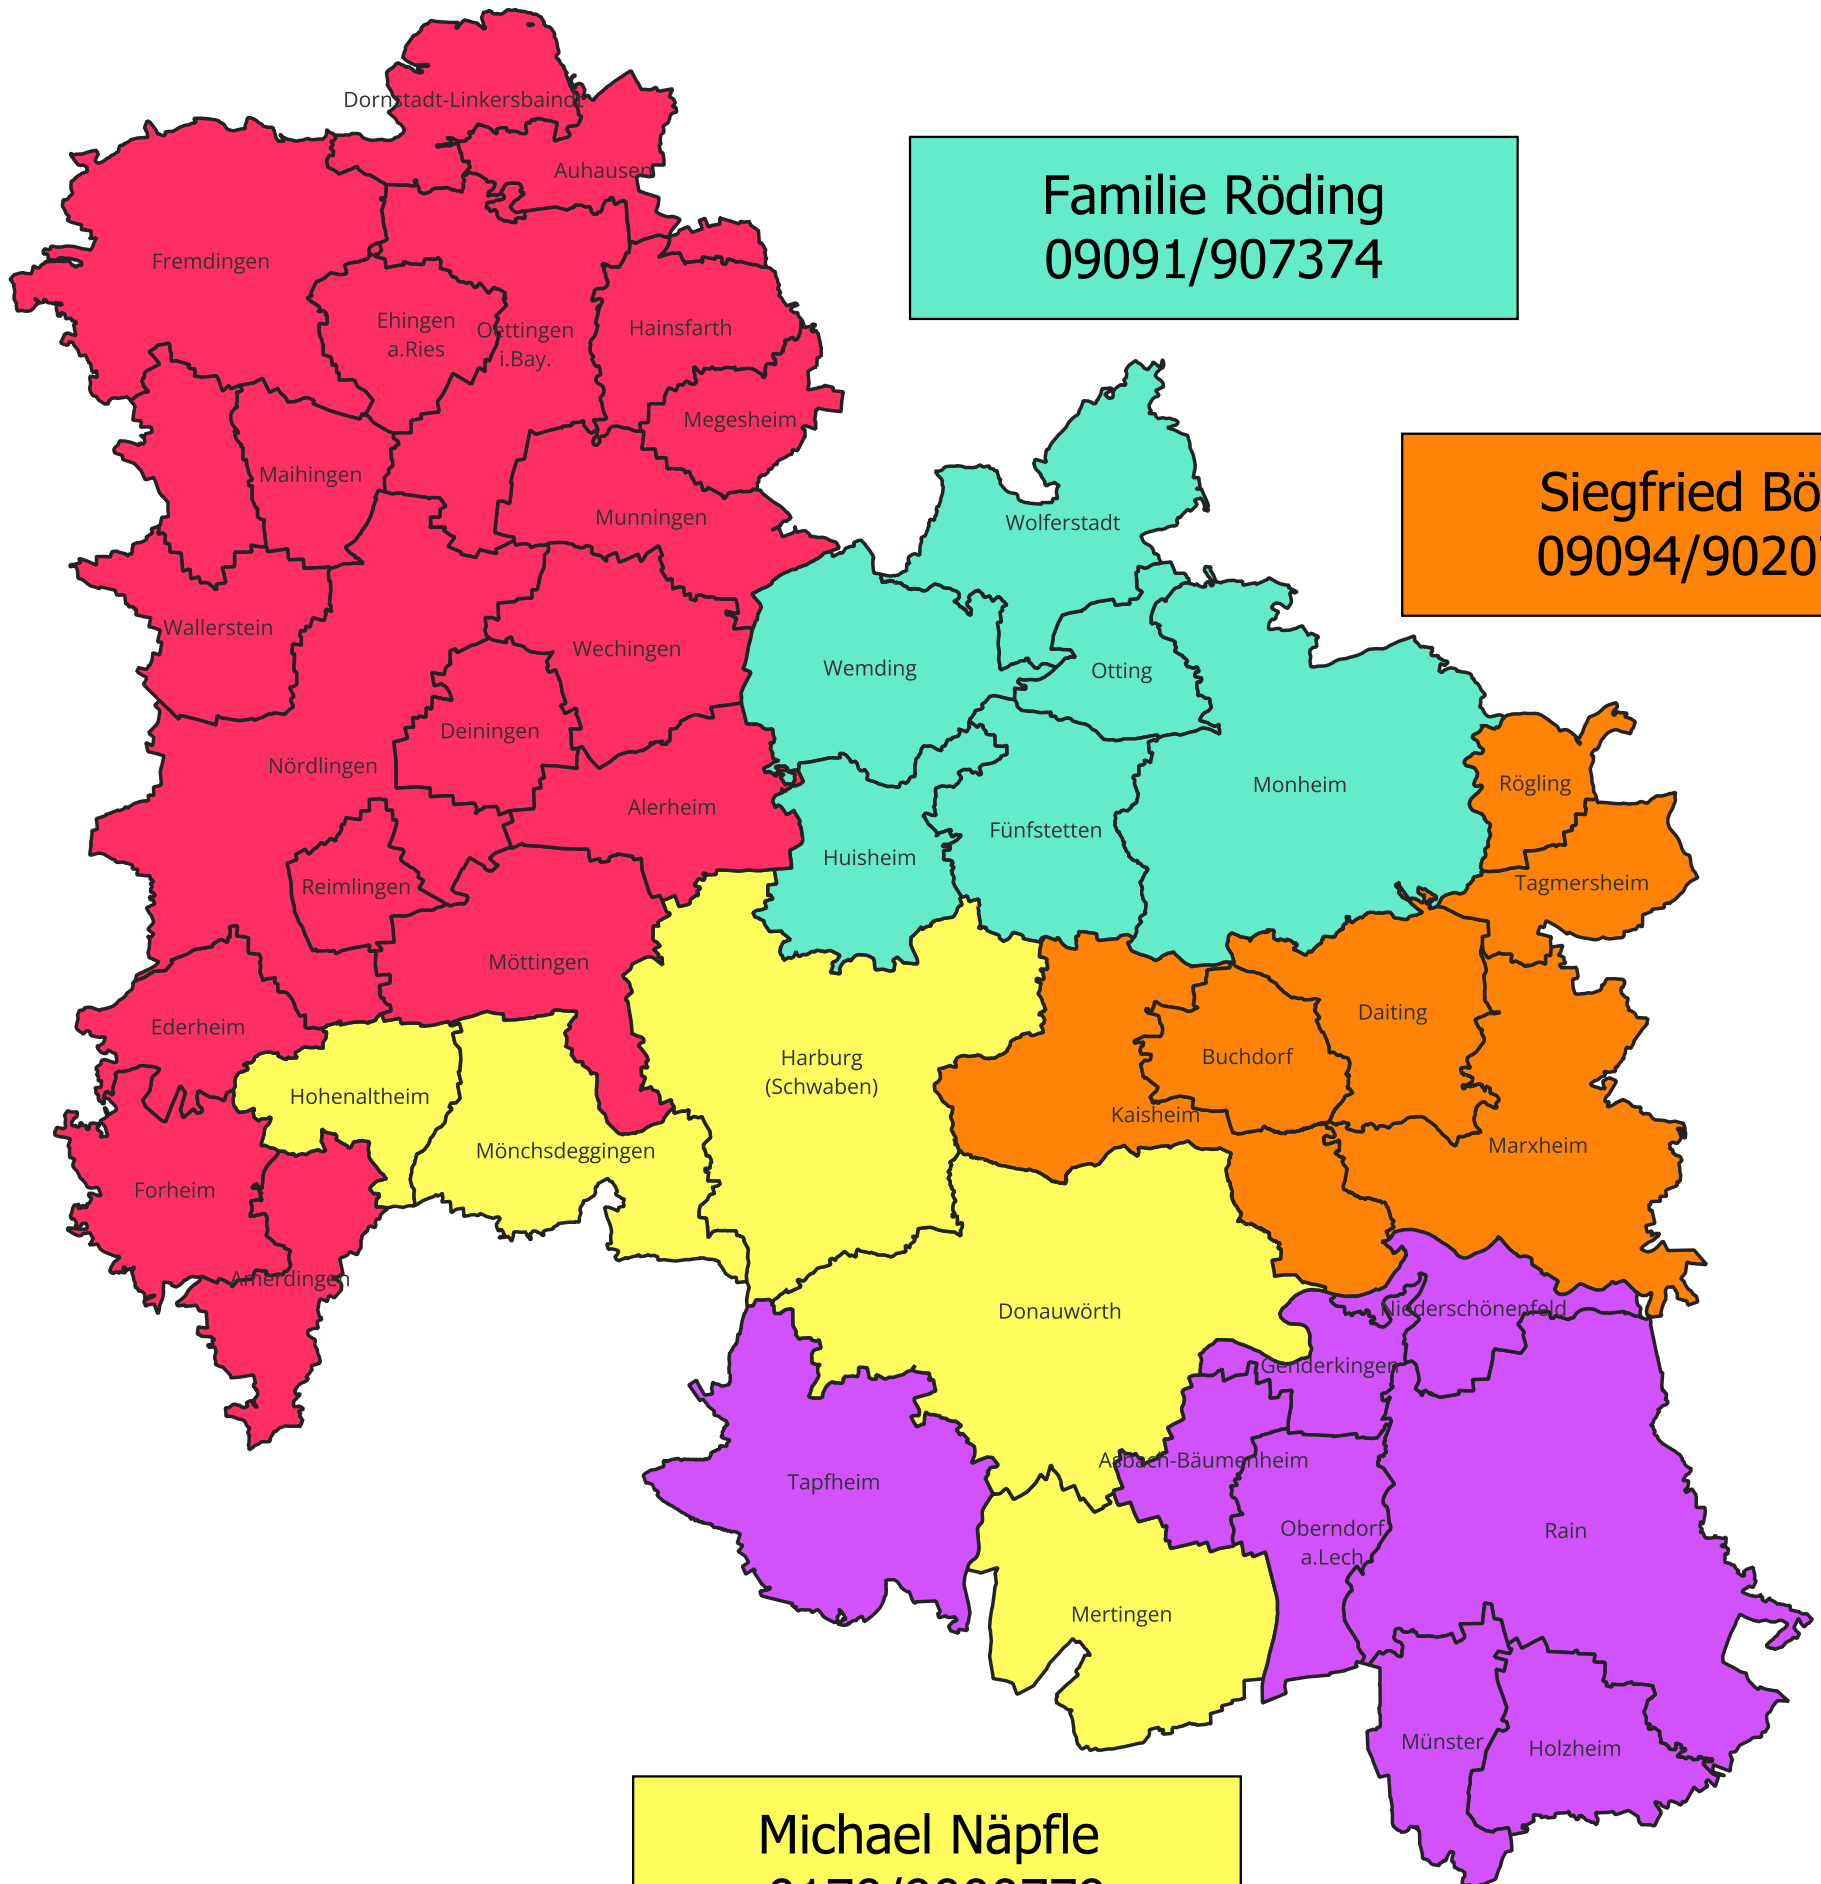 Dornstadt-Linkersbaindt
Auhausen
Familie Röding
09091/907374
Fremdingen
Ehingen
a.Ries
Oettingen
i.Bay.
Hainsfarth
Megesheim
Maihingen
Munningen
Wolferstadt
Siegfried Bö
09094/9020
Wallerstein
Wechingen
Wemding
Otting
Deiningen
Nördlingen
Alerheim
Monheim
Rögling
Fünfstetten
Huisheim
Reimlingen
Tagmersheim
Möttingen
Ederheim
Daiting
Harburg
(Schwaben)
Buchdorf
Hohenaltheim
Kaisheim
Mönchsdeggingen
Marxheim
Forheim
Amerdingen
Donauwörth
Niederschönenfeld
Genderkingen
Asbach-Bäumenheim
Tapfheim
Oberndorf
a.Lech
Rain
Mertingen
Münster
Holzheim
Michael Näpfle